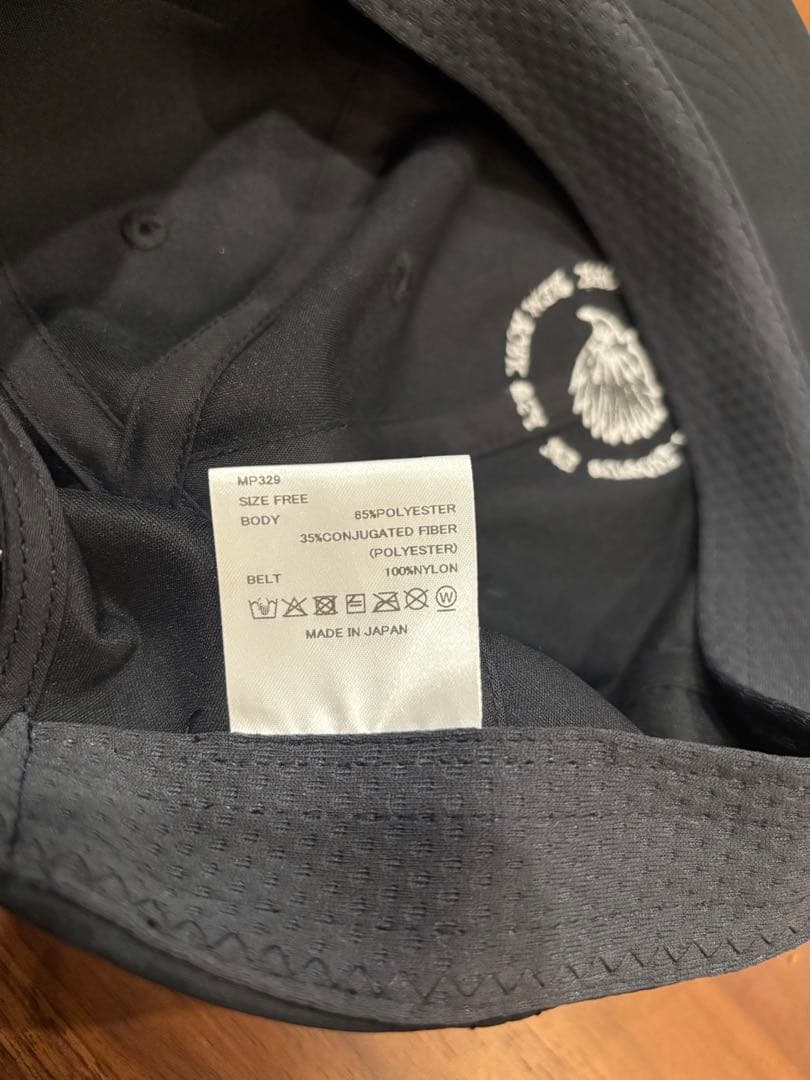 MP329
SIZE FREE
BODY 65%POLYESTER
35%CONJUGATED FIBER
(POLYESTER)
BELT 100%NYLON
W
MADE IN JAPAN